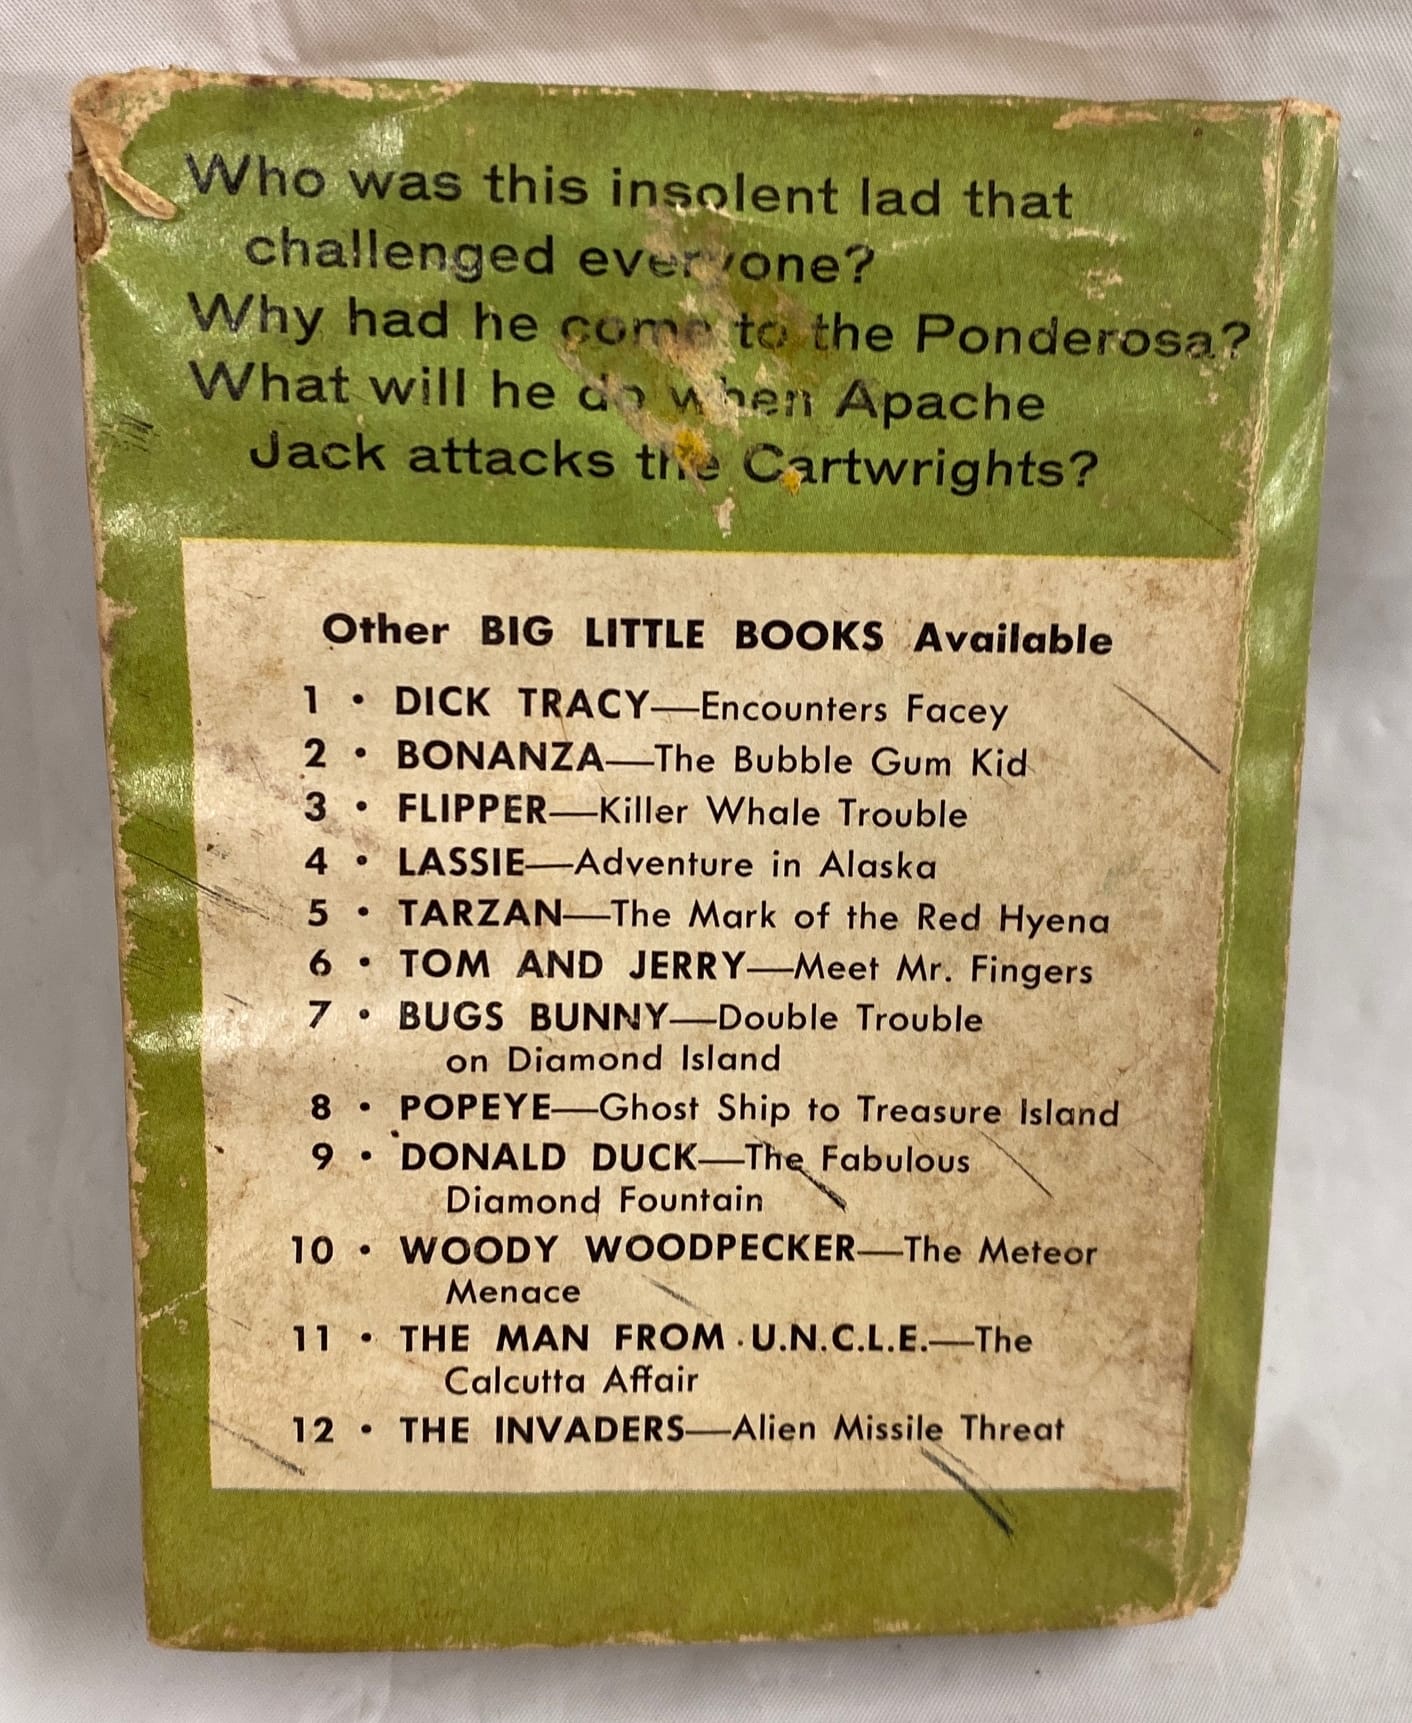 Who was this insolent lad that
challenged everyone?
Why had he come to the Ponderosa?
What will he do when Apache
Jack attacks the Cartwrights?
Other BIG LITTLE BOOKS Available
1 • DICK TRACY—Encounters Facey
2 • BONANZA—The Bubble Gum Kid
3 • FLIPPER—Killer Whale Trouble
4 • LASSIE—Adventure in Alaska
5 • TARZAN—The Mark of the Red Hyena
6 • TOM AND JERRY—Meet Mr. Fingers
7 • BUGS BUNNY—Double Trouble
on Diamond Island
8 • POPEYE—Ghost Ship to Treasure Island
9 • DONALD DUCK—The Fabulous
Diamond Fountain
10 • WOODY WOODPECKER—The Meteor
Menace
11 • THE MAN FROM U.N.C.L.E.—The
Calcutta Affair
12 • THE INVADERS—Alien Missile Threat